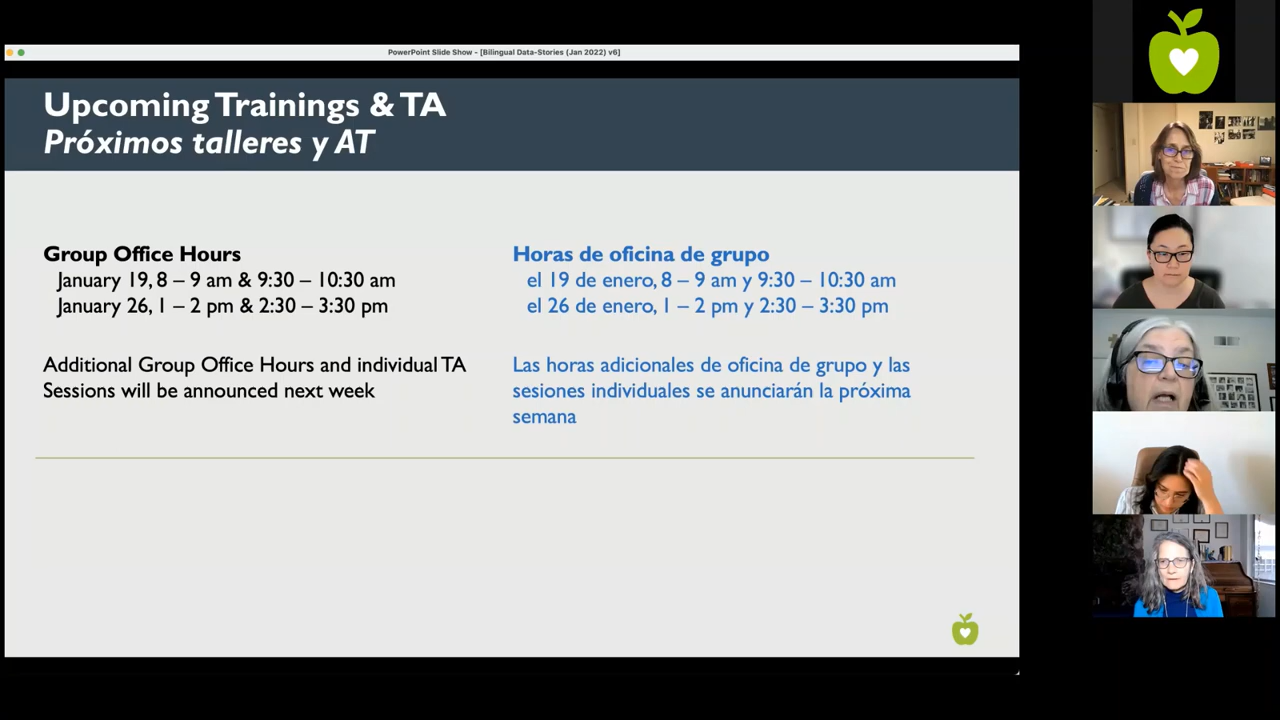 PowerPoint Slide Show - [Bilingual Data-Stories (Jan 2022) v6]
Upcoming Trainings & TA
Próximos talleres y AT
Group Office Hours
January 19, 8 – 9 am & 9:30 – 10:30 am
January 26, 1 – 2 pm & 2:30 – 3:30 pm
Additional Group Office Hours and individual TA
Sessions will be announced next week
Horas de oficina de grupo
el 19 de enero, 8 – 9 am y 9:30 – 10:30 am
el 26 de enero, 1 – 2 pm y 2:30 – 3:30 pm
Las horas adicionales de oficina de grupo y las
sesiones individuales se anunciarán la próxima
semana